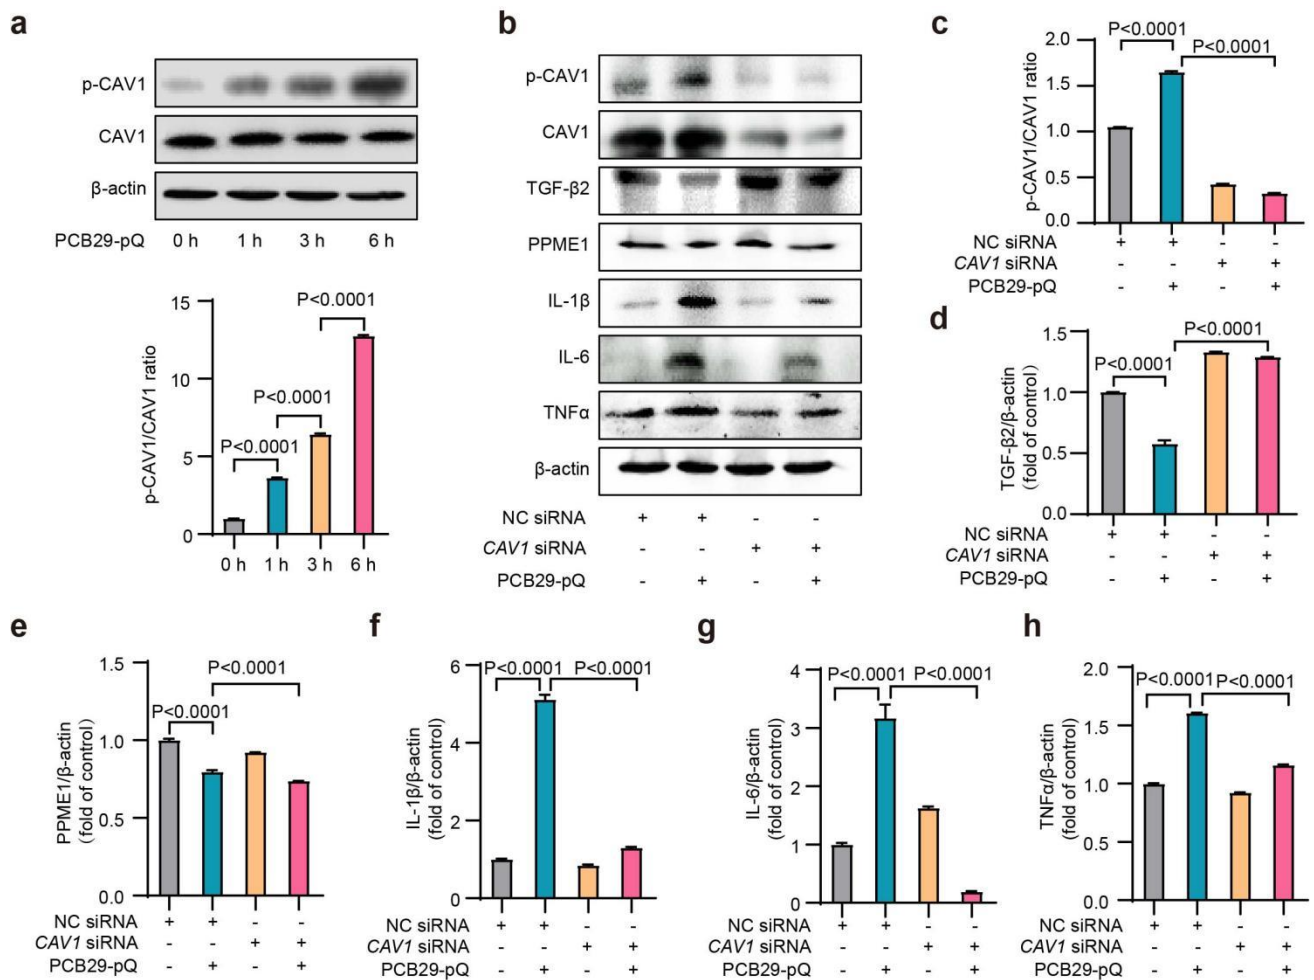 a
p-CAV1
CAV1
β-actin
PCB29-pQ 0 h 1 h 3 h 6 h
p-CAV1/CAV1 ratio
15
10
5
0
P<0.0001
P<0.0001
P<0.0001
0 h 1 h 3 h 6 h
b
p-CAV1
CAV1
TGF-β2
PPME1
IL-1β
IL-6
TNFα
β-actin
NC siRNA + + - -
CAV1 siRNA - - + +
PCB29-pQ - + - +
c
p-CAV1/CAV1 ratio
2.0
1.5
1.0
0.5
0.0
P<0.0001
P<0.0001
NC siRNA + + - -
CAV1 siRNA - - + +
PCB29-pQ - + - +
d
TGF-β2/β-actin
(fold of control)
1.5
1.0
0.5
0.0
P<0.0001
P<0.0001
NC siRNA + + - -
CAV1 siRNA - - + +
PCB29-pQ - + - +
e
PPME1/β-actin
(fold of control)
1.5
1.0
0.5
0.0
P<0.0001
P<0.0001
NC siRNA + + - -
CAV1 siRNA - - + +
PCB29-pQ - + - +
f
IL-1β/β-actin
(fold of control)
6
4
2
0
P<0.0001 P<0.0001
NC siRNA + + - -
CAV1 siRNA - - + +
PCB29-pQ - + - +
g
IL-6/β-actin
(fold of control)
4
3
2
1
0
P<0.0001 P<0.0001
NC siRNA + + - -
CAV1 siRNA - - + +
PCB29-pQ - + - +
h
TNFα/β-actin
(fold of control)
2.0
1.5
1.0
0.5
0.0
P<0.0001 P<0.0001
NC siRNA + + - -
CAV1 siRNA - - + +
PCB29-pQ - + - +